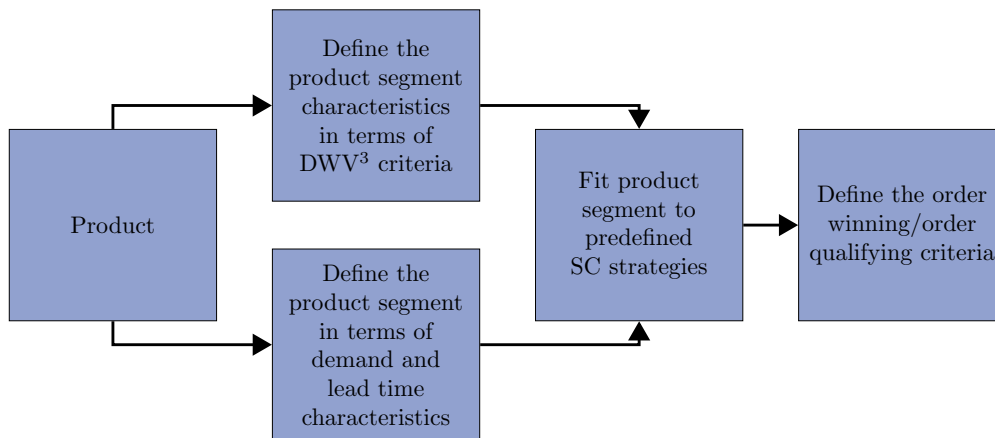 Product
Define the
product segment
characteristics
in terms of
DWV³ criteria
Define the
product segment
in terms of
demand and
lead time
characteristics
Fit product
segment to
predefined
SC strategies
Define the order
winning/order
qualifying criteria